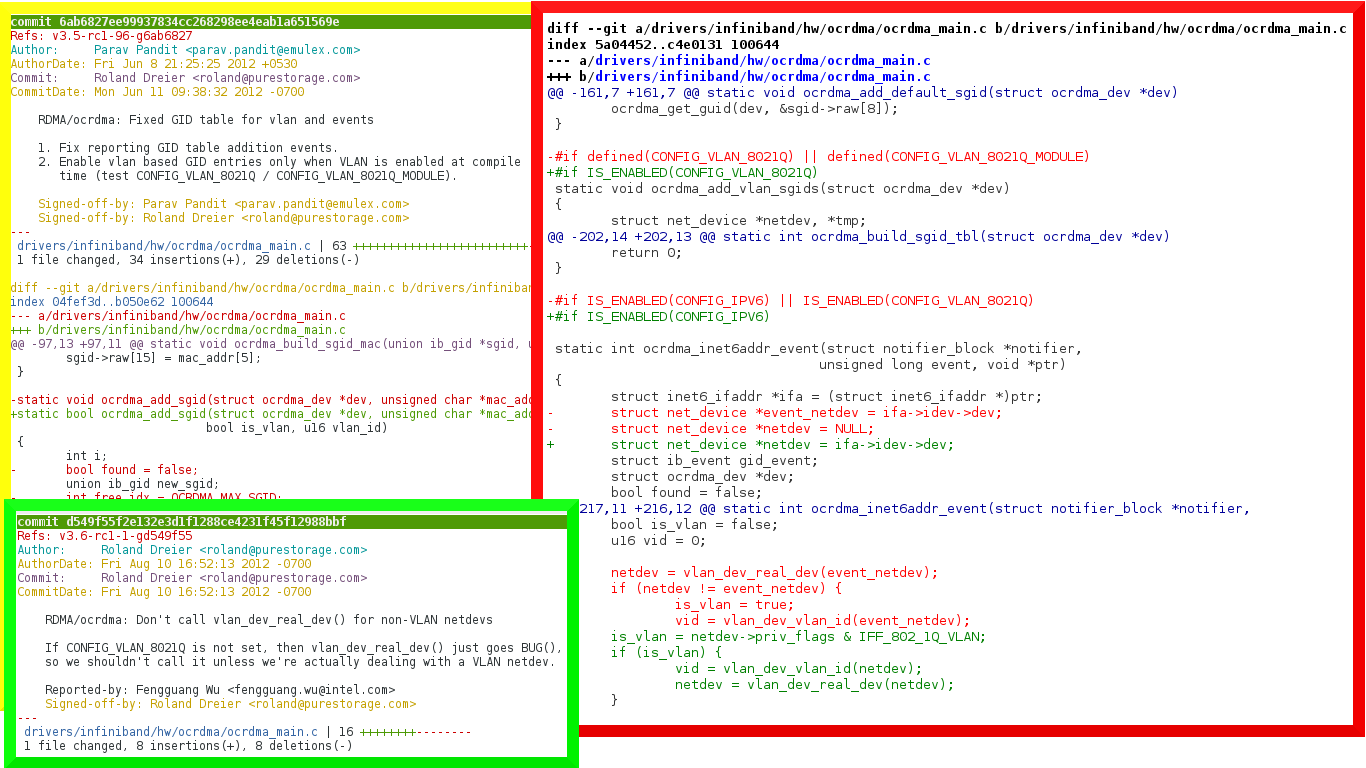 commit 6ab6827ee99937834cc268298ee4eab1a651569e
Refs: v3.5-rc1-96-g6ab6827
Author:     Parav Pandit <parav.pandit@emulex.com>
AuthorDate: Fri Jun 8 21:25:25 2012 +0530
Commit:     Roland Dreier <roland@purestorage.com>
CommitDate: Mon Jun 11 09:38:32 2012 -0700
RDMA/ocrdma: Fixed GID table for vlan and events
1. Fix reporting GID table addition events.
2. Enable vlan based GID entries only when VLAN is enabled at compile
time (test CONFIG_VLAN_8021Q / CONFIG_VLAN_8021Q_MODULE).
Signed-off-by: Parav Pandit <parav.pandit@emulex.com>
Signed-off-by: Roland Dreier <roland@purestorage.com>
---
drivers/infiniband/hw/ocrdma/ocrdma_main.c | 63 +++++++++++++++++++++++++-
1 file changed, 34 insertions(+), 29 deletions(-)
diff --git a/drivers/infiniband/hw/ocrdma/ocrdma_main.c b/drivers/infiniban
index 04fef3d..b050e62 100644
--- a/drivers/infiniband/hw/ocrdma/ocrdma_main.c
+++ b/drivers/infiniband/hw/ocrdma/ocrdma_main.c
@@ -97,13 +97,11 @@ static void ocrdma_build_sgid_mac(union ib_gid *sgid, u
sgid->raw[15] = mac_addr[5];
}
-static void ocrdma_add_sgid(struct ocrdma_dev *dev, unsigned char *mac_add
+static bool ocrdma_add_sgid(struct ocrdma_dev *dev, unsigned char *mac_add
bool is_vlan, u16 vlan_id)
{
int i;
-       bool found = false;
union ib_gid new_sgid;
-       int free_idx = OCRDMA_MAX_SGID;
commit d549f55f2e132e3d1f1288ce4231f45f12988bbf
Refs: v3.6-rc1-1-gd549f55
Author:     Roland Dreier <roland@purestorage.com>
AuthorDate: Fri Aug 10 16:52:13 2012 -0700
Commit:     Roland Dreier <roland@purestorage.com>
CommitDate: Fri Aug 10 16:52:13 2012 -0700
RDMA/ocrdma: Don't call vlan_dev_real_dev() for non-VLAN netdevs
If CONFIG_VLAN_8021Q is not set, then vlan_dev_real_dev() just goes BUG(),
so we shouldn't call it unless we're actually dealing with a VLAN netdev.
Reported-by: Fengguang Wu <fengguang.wu@intel.com>
Signed-off-by: Roland Dreier <roland@purestorage.com>
---
drivers/infiniband/hw/ocrdma/ocrdma_main.c | 16 ++++++++--------
1 file changed, 8 insertions(+), 8 deletions(-)
diff --git a/drivers/infiniband/hw/ocrdma/ocrdma_main.c b/drivers/infiniband/hw/ocrdma/ocrdma_main.c
index 5a04452..c4e0131 100644
--- a/drivers/infiniband/hw/ocrdma/ocrdma_main.c
+++ b/drivers/infiniband/hw/ocrdma/ocrdma_main.c
@@ -161,7 +161,7 @@ static void ocrdma_add_default_sgid(struct ocrdma_dev *dev)
ocrdma_get_guid(dev, &sgid->raw[8]);
}
-#if defined(CONFIG_VLAN_8021Q) || defined(CONFIG_VLAN_8021Q_MODULE)
+#if IS_ENABLED(CONFIG_VLAN_8021Q)
static void ocrdma_add_vlan_sgids(struct ocrdma_dev *dev)
{
struct net_device *netdev, *tmp;
@@ -202,14 +202,13 @@ static int ocrdma_build_sgid_tbl(struct ocrdma_dev *dev)
return 0;
}
-#if IS_ENABLED(CONFIG_IPV6) || IS_ENABLED(CONFIG_VLAN_8021Q)
+#if IS_ENABLED(CONFIG_IPV6)
static int ocrdma_inet6addr_event(struct notifier_block *notifier,
unsigned long event, void *ptr)
{
struct inet6_ifaddr *ifa = (struct inet6_ifaddr *)ptr;
-       struct net_device *event_netdev = ifa->idev->dev;
-       struct net_device *netdev = NULL;
+       struct net_device *netdev = ifa->idev->dev;
struct ib_event gid_event;
struct ocrdma_dev *dev;
bool found = false;
217,11 +216,12 @@ static int ocrdma_inet6addr_event(struct notifier_block *notifier,
bool is_vlan = false;
u16 vid = 0;
netdev = vlan_dev_real_dev(event_netdev);
if (netdev != event_netdev) {
is_vlan = true;
vid = vlan_dev_vlan_id(event_netdev);
is_vlan = netdev->priv_flags & IFF_802_1Q_VLAN;
if (is_vlan) {
vid = vlan_dev_vlan_id(netdev);
netdev = vlan_dev_real_dev(netdev);
}